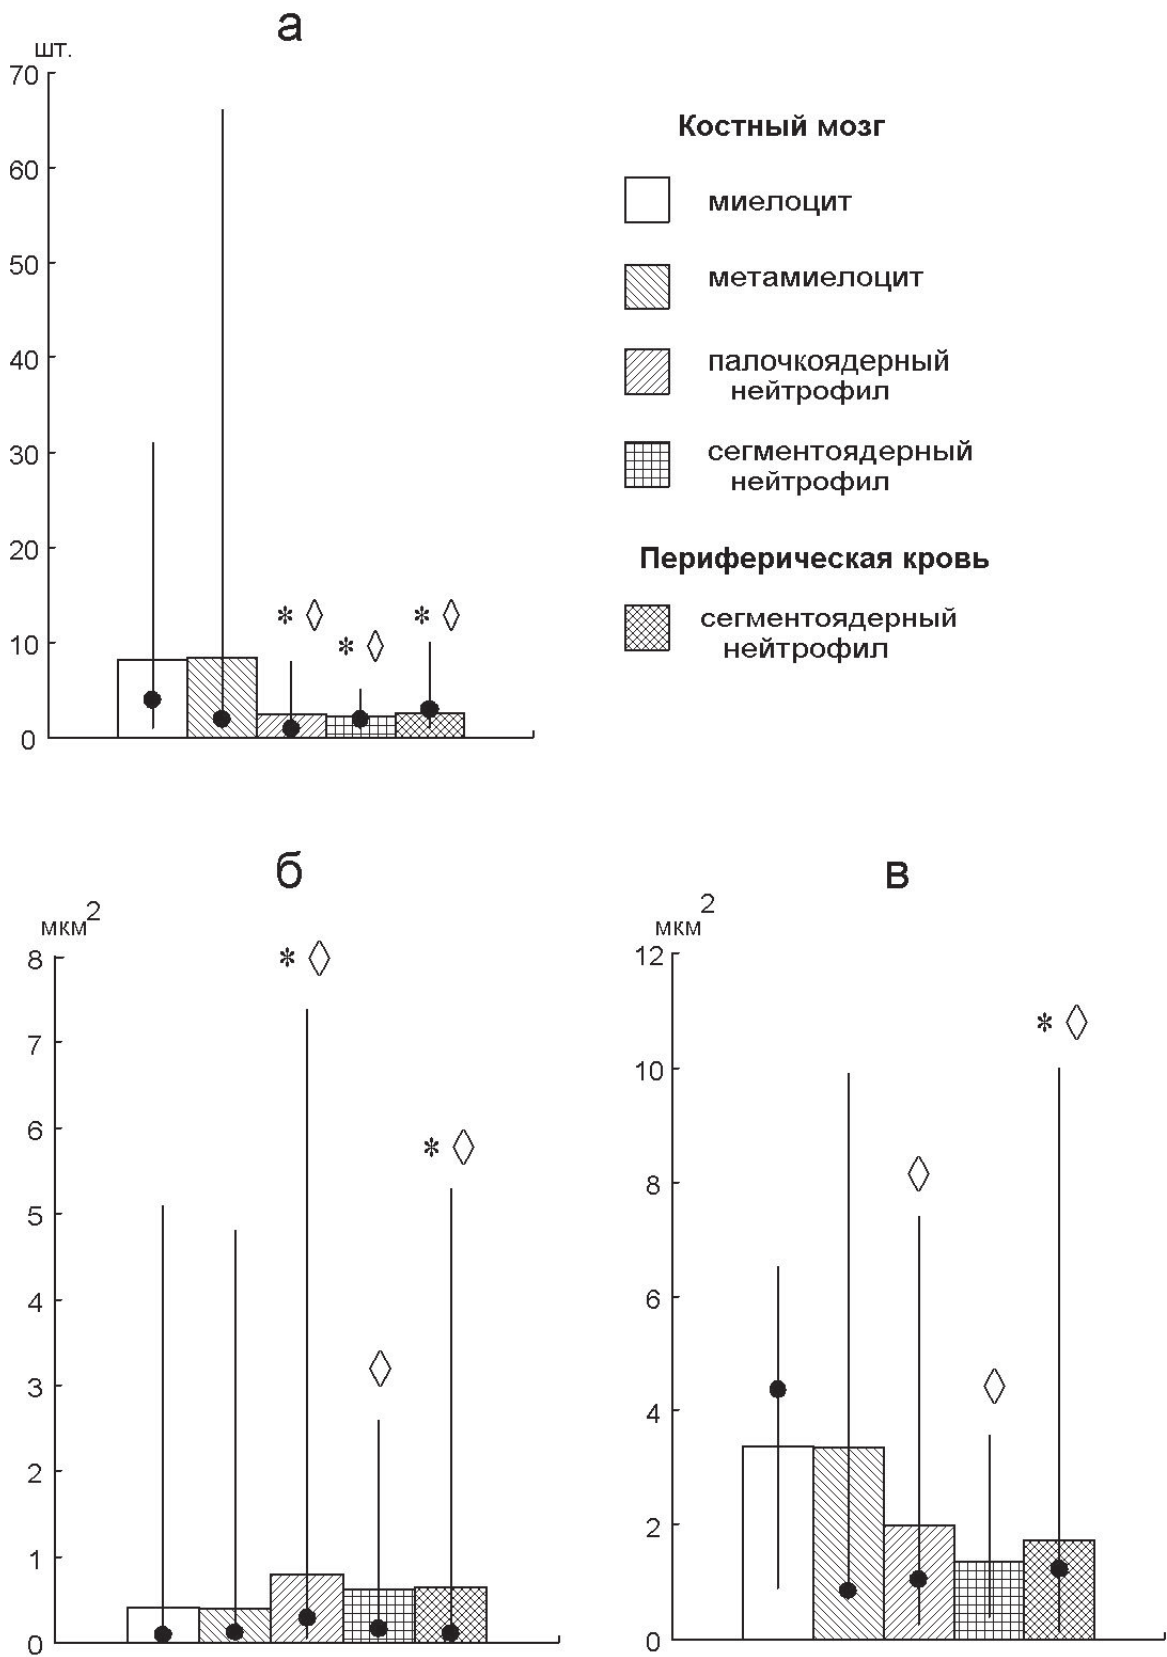 а
шт.
70
60
50
40
30
20
10
0
* ◊
* ◊
* ◊
Костный мозг
миелоцит
метамиелоцит
палочкоядерный
нейтрофил
сегментоядерный
нейтрофил
Периферическая кровь
сегментоядерный
нейтрофил
б
мкм²
8
7
6
5
4
3
2
1
0
* ◊
◊
* ◊
в
мкм²
12
10
8
6
4
2
0
◊
◊
* ◊